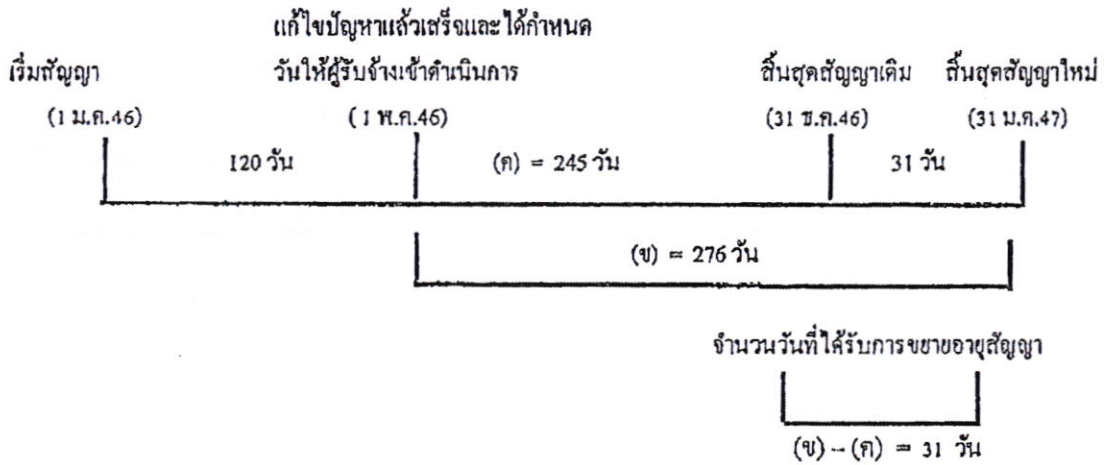 แก้ไขปัญหาแล้วเสร็จและได้กำหนด
เริ่มสัญญา วันให้ผู้รับจ้างเข้าดำเนินการ สิ้นสุดสัญญาเดิม สิ้นสุดสัญญาใหม่
(1 ม.ค.46) (1 พ.ค.46) (31 ธ.ค.46) (31 ม.ค.47)
120 วัน (ค) = 245 วัน 31 วัน
(ข) = 276 วัน
จำนวนวันที่ได้รับการขยายอายุสัญญา
(ข) – (ค) = 31 วัน